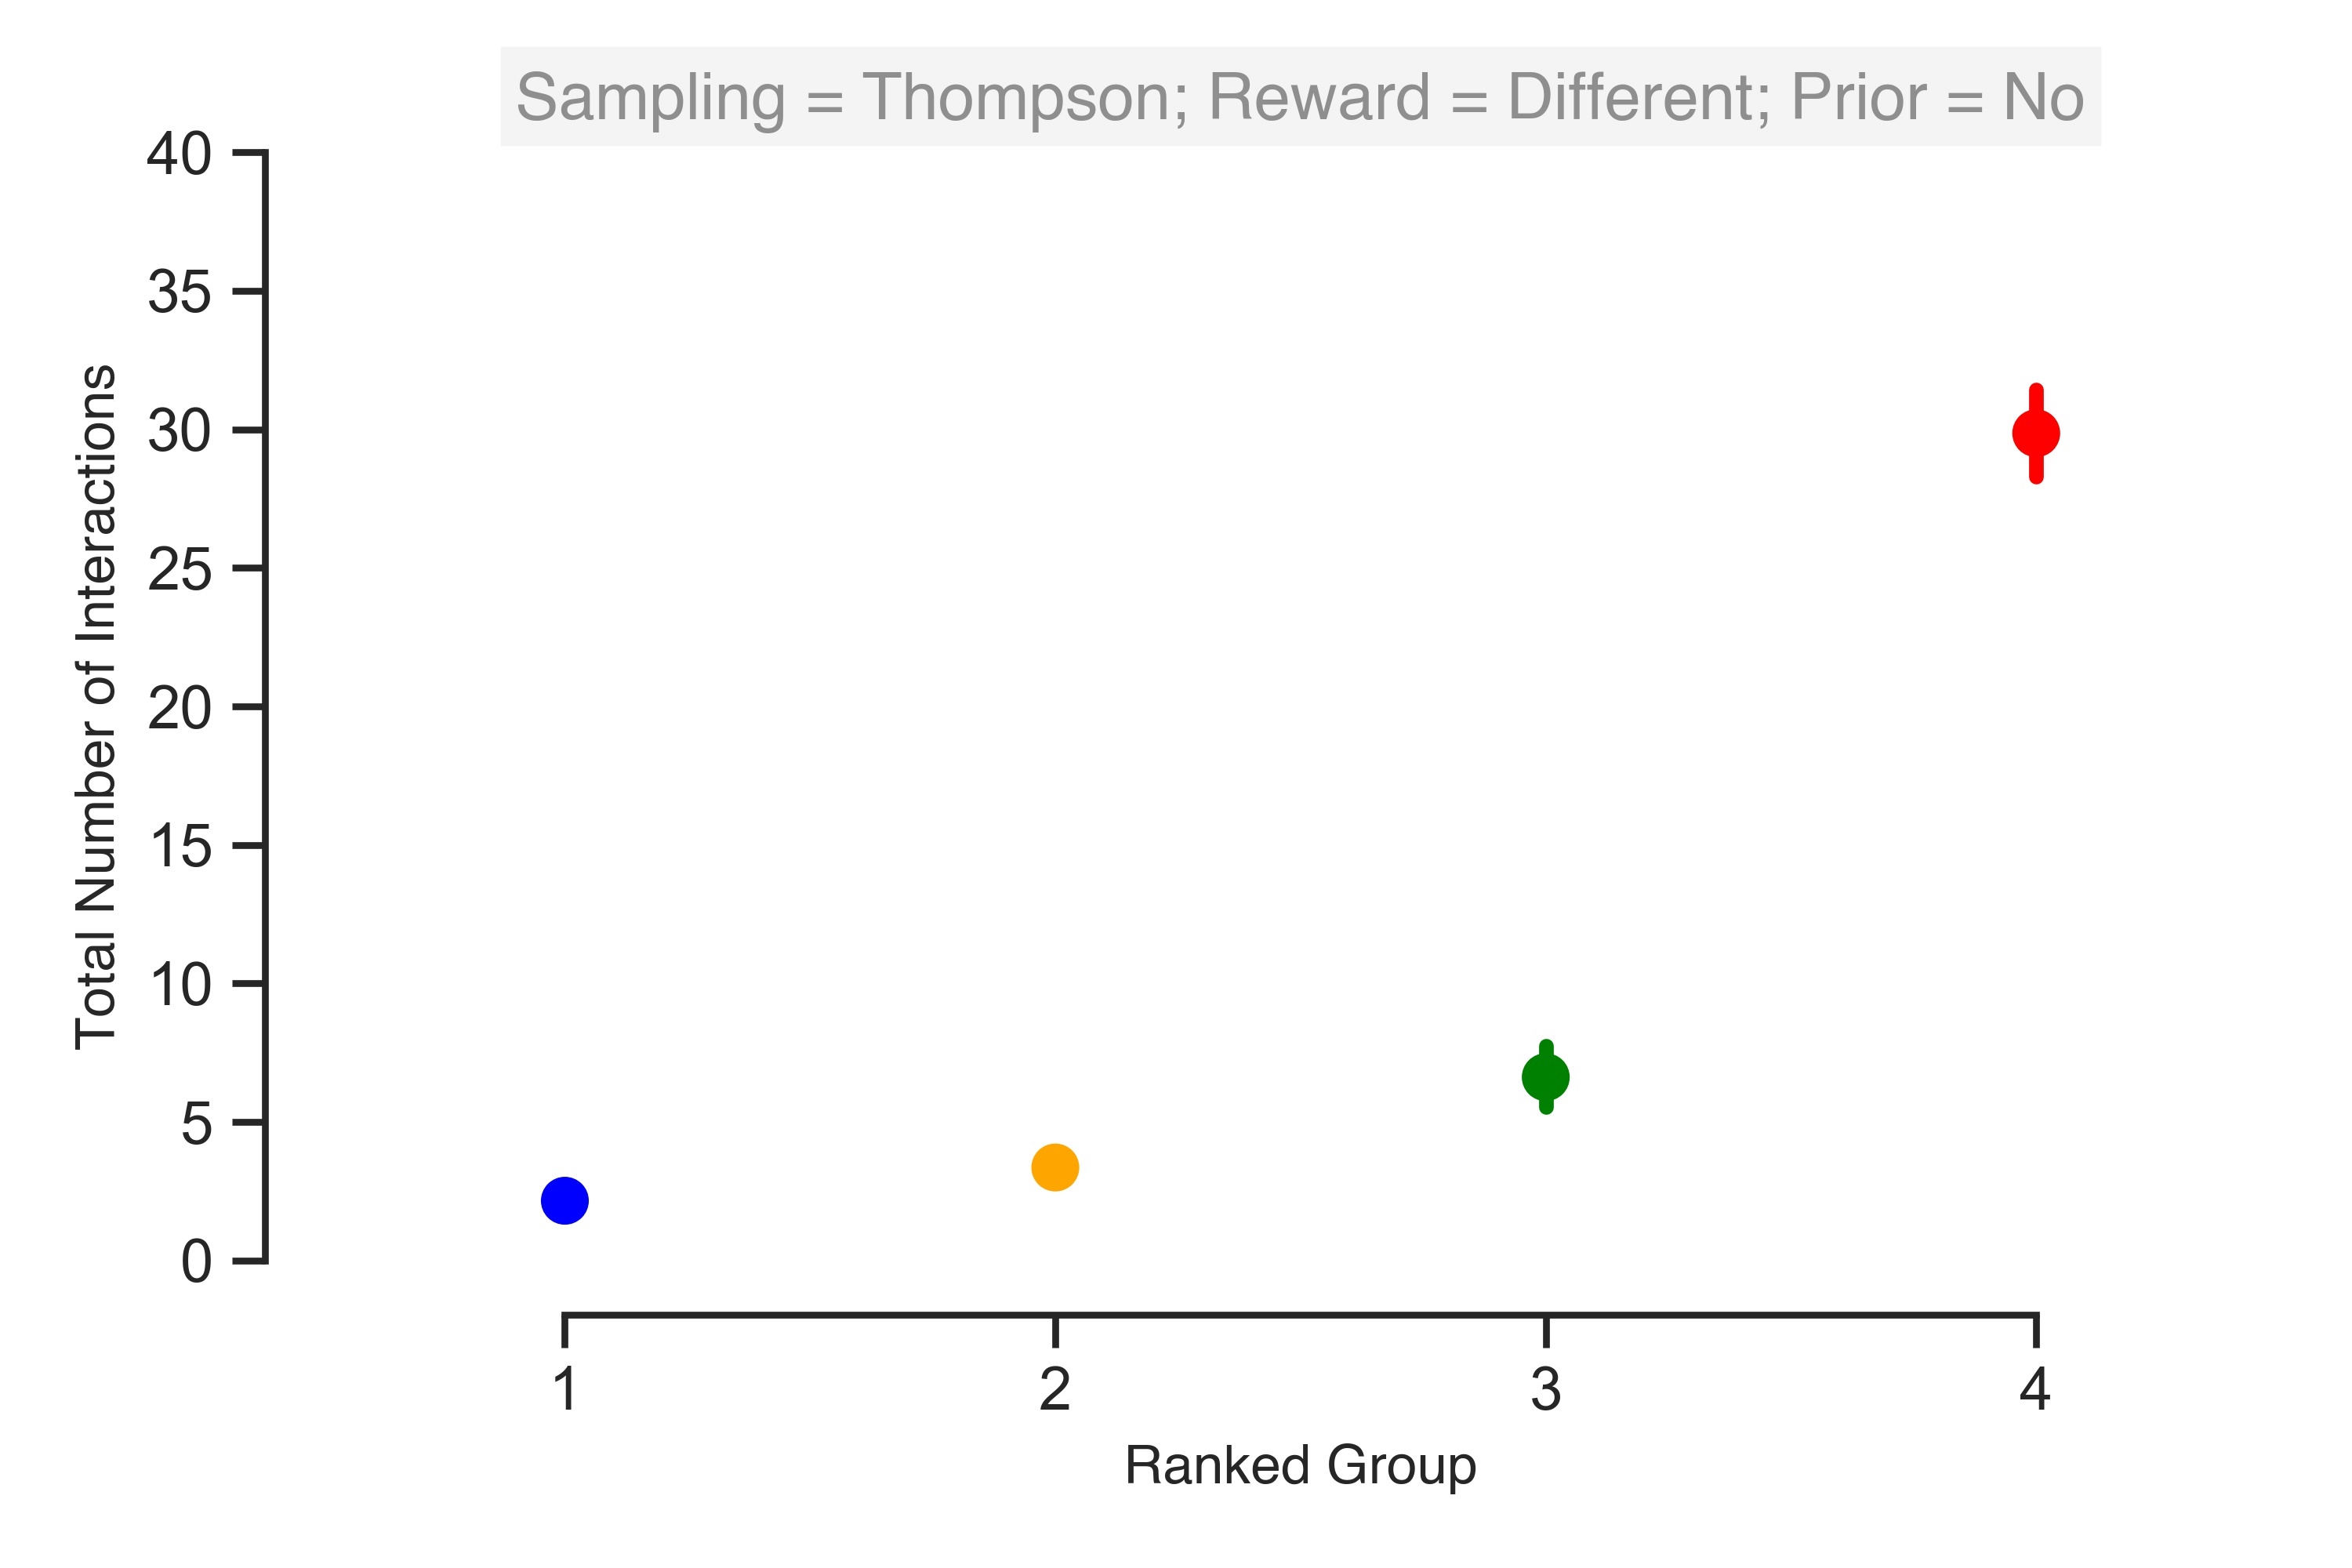 Sampling = Thompson; Reward = Different; Prior = No
40
35
30
25
20
15
10
5
0
Total Number of Interactions
1 2 3 4
Ranked Group